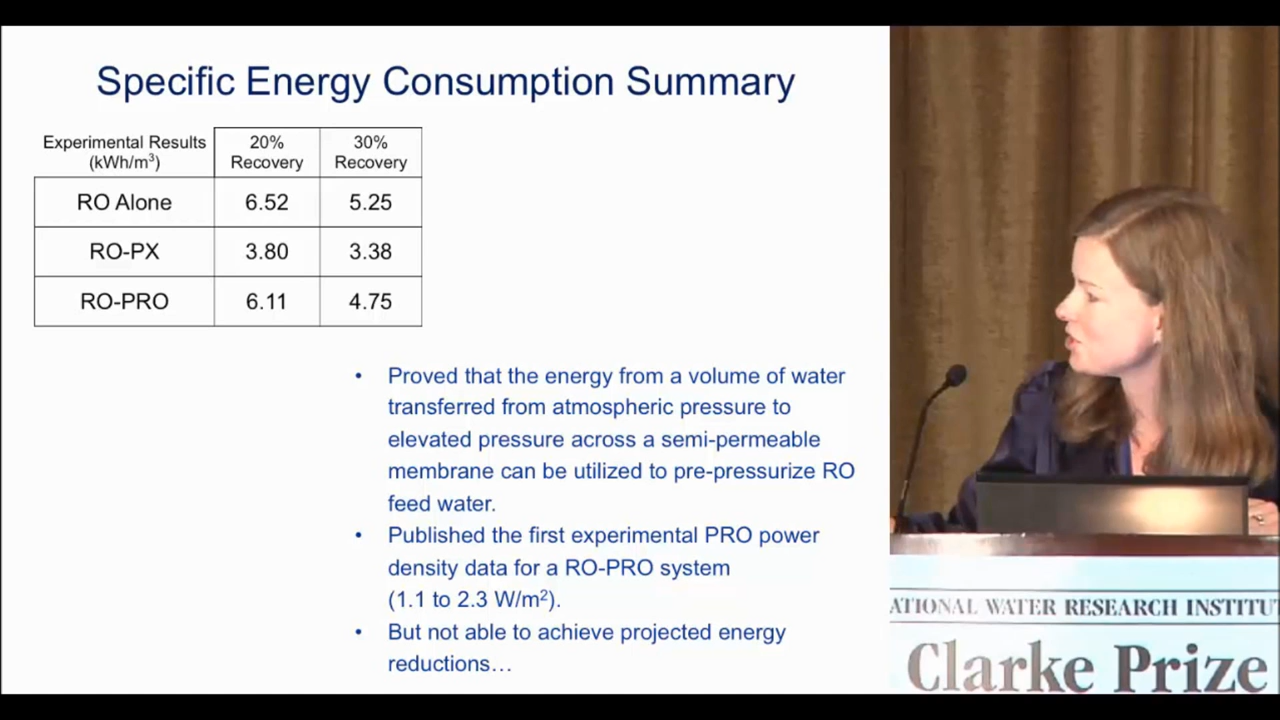 Specific Energy Consumption Summary
Experimental Results (kWh/m³) 20% Recovery 30% Recovery
RO Alone 6.52 5.25
RO-PX 3.80 3.38
RO-PRO 6.11 4.75
• Proved that the energy from a volume of water
transferred from atmospheric pressure to
elevated pressure across a semi-permeable
membrane can be utilized to pre-pressurize RO
feed water.
• Published the first experimental PRO power
density data for a RO-PRO system
(1.1 to 2.3 W/m²).
• But not able to achieve projected energy
reductions…
ATIONAL WATER RESEARCH INSTITU
Clarke Prize